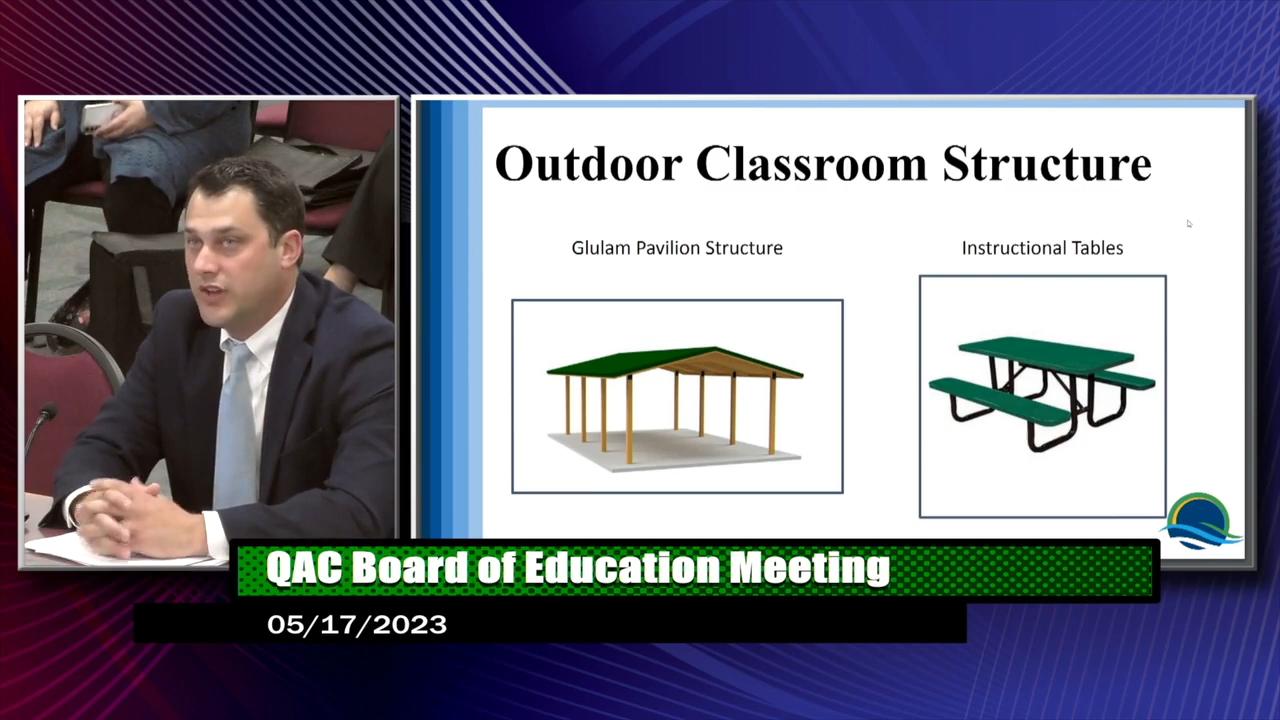 Outdoor Classroom Structure
Glulam Pavilion Structure
Instructional Tables
QAC Board of Education Meeting
05/17/2023